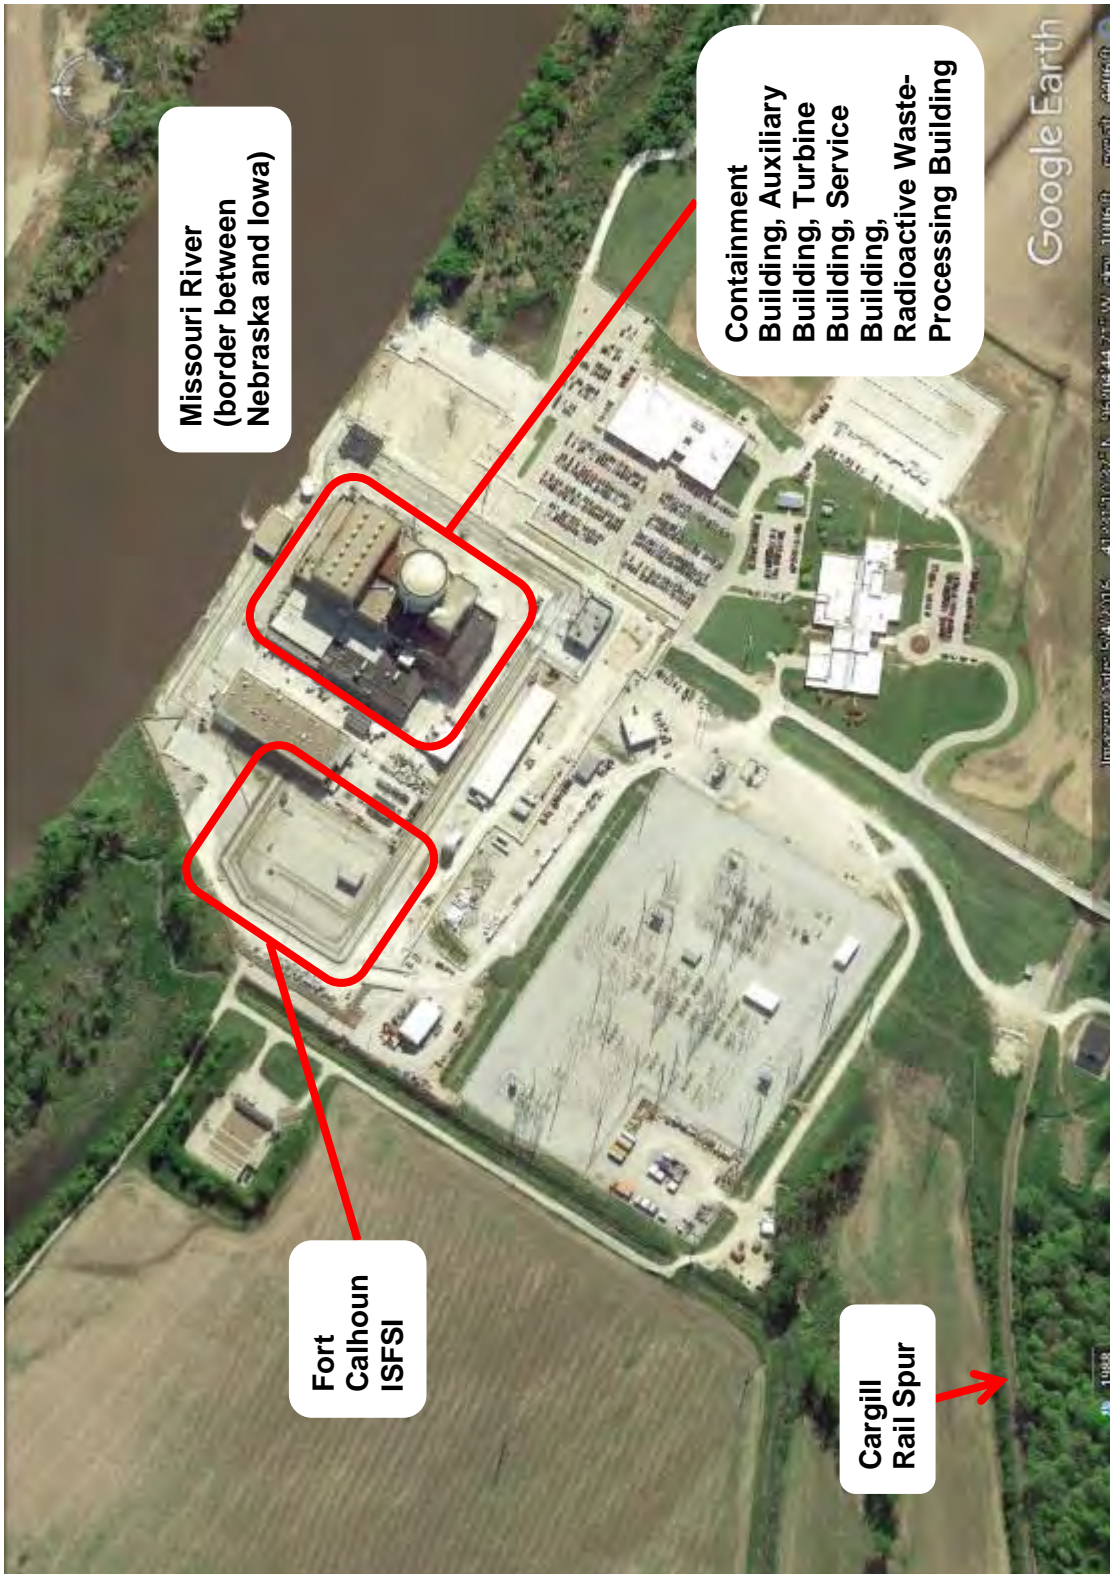 Missouri River
(border between
Nebraska and Iowa)
Containment
Building, Auxiliary
Building, Turbine
Building, Service
Building,
Radioactive Waste-
Processing Building
Fort
Calhoun
ISFSI
Cargill
Rail Spur
Google Earth
1988